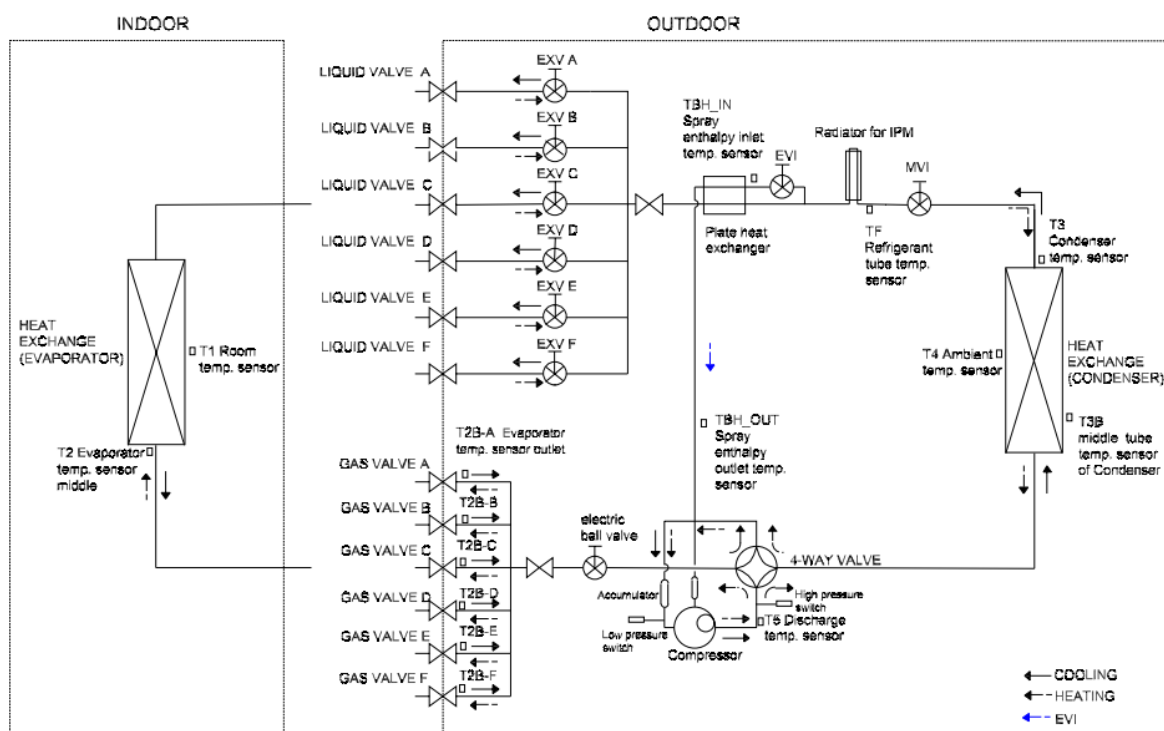 INDOOR
OUTDOOR
LIQUID VALVE A
EXV A
LIQUID VALVE B
EXV B
LIQUID VALVE C
EXV C
LIQUID VALVE D
EXV D
LIQUID VALVE E
EXV E
LIQUID VALVE F
EXV F
TBH_IN
Spray
enthalpy inlet
temp. sensor
EVI
Plate heat
exchanger
Radiator for IPM
MVI
TF
Refrigerant
tube temp.
sensor
T3
Condenser
temp. sensor
HEAT
EXCHANGE
(EVAPORATOR)
T1 Room
temp. sensor
T4 Ambient
temp. sensor
HEAT
EXCHANGE
(CONDENSER)
T3B
middle tube
temp. sensor
of Condenser
T2 Evaporator
temp. sensor
middle
T2B-A Evaporator
temp. sensor outlet
TBH_OUT
Spray
enthalpy
outlet temp.
sensor
GAS VALVE A
GAS VALVE B
T2B-B
GAS VALVE C
T2B-C
GAS VALVE D
T2B-D
GAS VALVE E
T2B-E
GAS VALVE F
T2B-F
electric
ball valve
4-WAY VALVE
Accumulator
High pressure
switch
Low pressure
switch
T5 Discharge
temp. sensor
Compressor
COOLING
HEATING
EVI